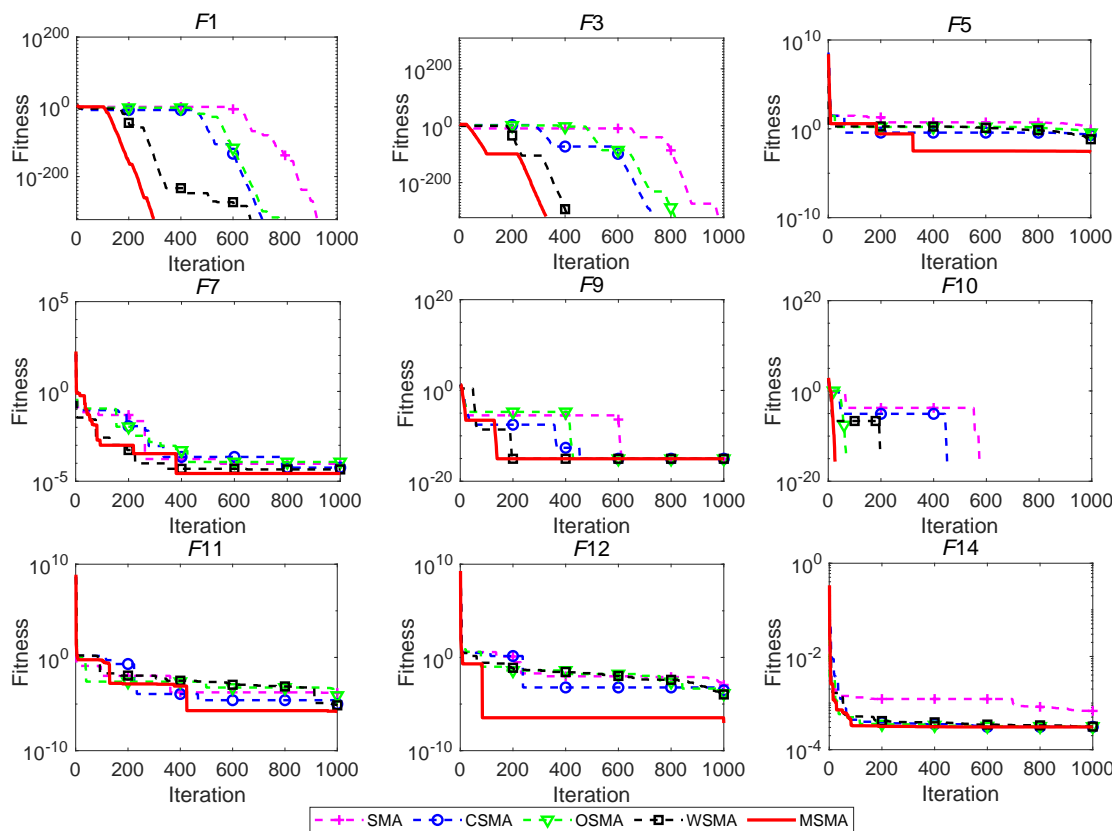 F1
10^200
10^0
10^-200
Fitness
0 200 400 600 800 1000
Iteration
F3
10^200
10^0
10^-200
Fitness
0 200 400 600 800 1000
Iteration
F5
10^10
10^0
10^-10
Fitness
0 200 400 600 800 1000
Iteration
F7
10^5
10^0
10^-5
Fitness
0 200 400 600 800 1000
Iteration
F9
10^20
10^0
10^-20
Fitness
0 200 400 600 800 1000
Iteration
F10
10^20
10^0
10^-20
Fitness
0 200 400 600 800 1000
Iteration
F11
10^10
10^0
10^-10
Fitness
0 200 400 600 800 1000
Iteration
F12
10^10
10^0
10^-10
Fitness
0 200 400 600 800 1000
Iteration
F14
10^0
10^-2
10^-4
Fitness
0 200 400 600 800 1000
Iteration
SMA CSMA OSMA WSMA MSMA